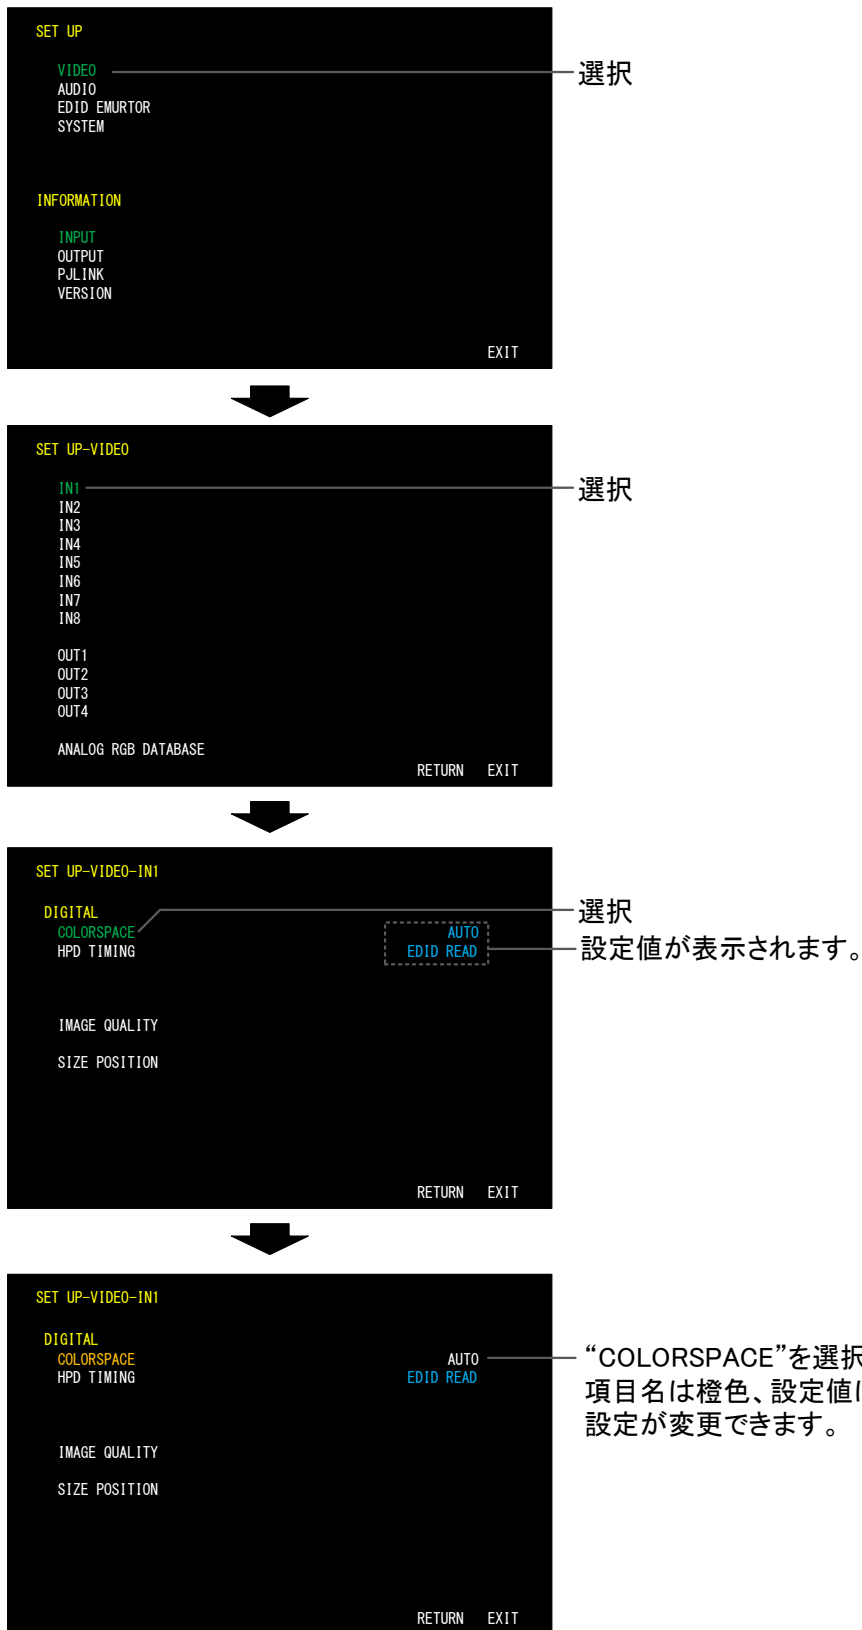 SET UP
VIDEO
選択
AUDIO
EDID EMURTOR
SYSTEM
INFORMATION
INPUT
OUTPUT
PJLINK
VERSION
EXIT
SET UP-VIDEO
IN1
選択
IN2
IN3
IN4
IN5
IN6
IN7
IN8
OUT1
OUT2
OUT3
OUT4
ANALOG RGB DATABASE
RETURN EXIT
SET UP-VIDEO-IN1
DIGITAL
選択
COLORSPACE AUTO
HPD TIMING EDID READ
設定値が表示されます。
IMAGE QUALITY
SIZE POSITION
RETURN EXIT
SET UP-VIDEO-IN1
DIGITAL
COLORSPACE AUTO
HPD TIMING EDID READ
“COLORSPACE”を選択
項目名は橙色、設定値
設定が変更できます。
IMAGE QUALITY
SIZE POSITION
RETURN EXIT